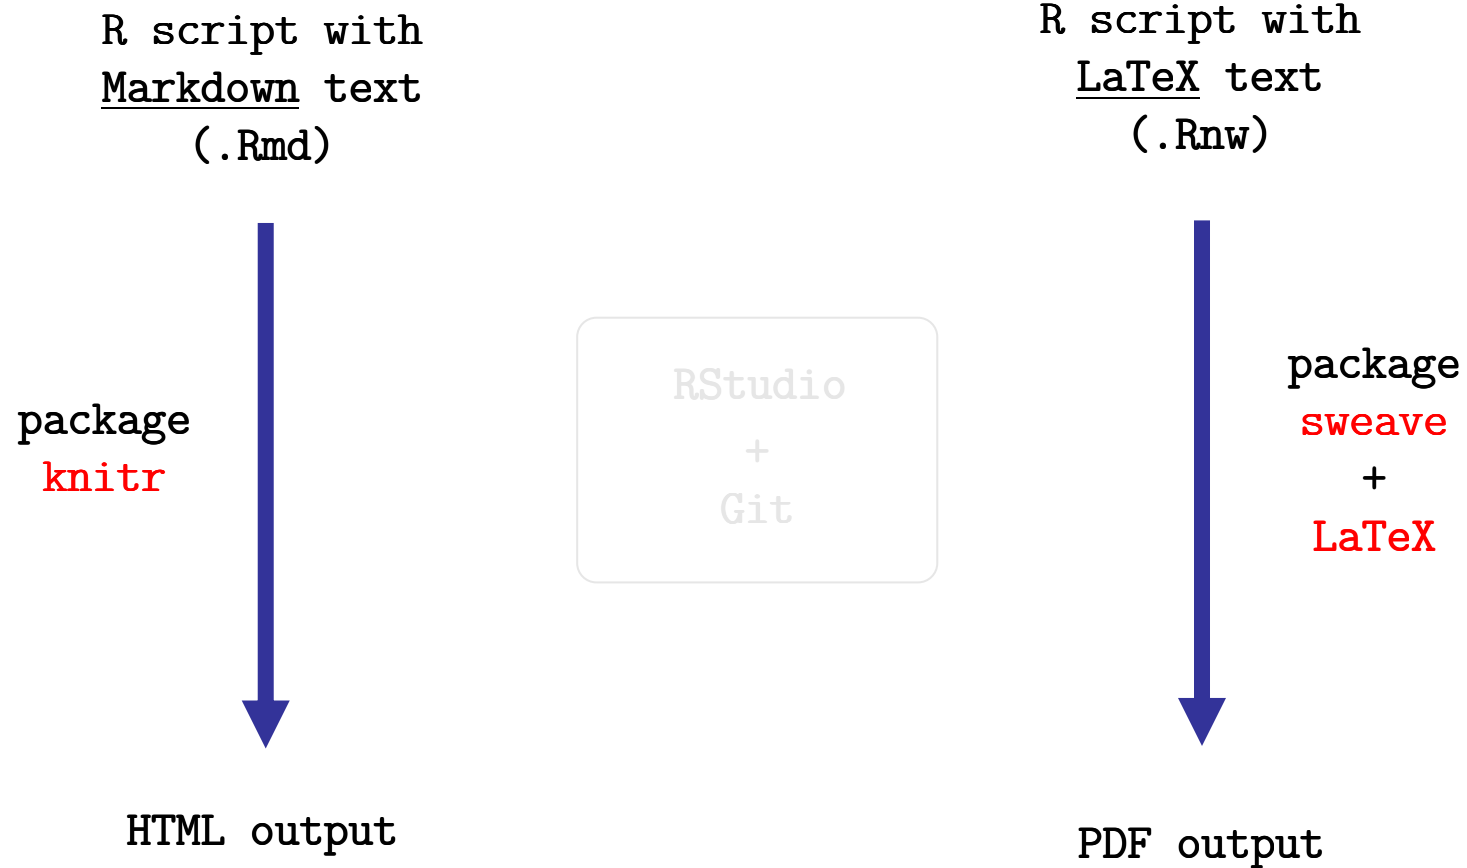 R script with
Markdown text
(.Rmd)
R script with
LaTeX text
(.Rnw)
package
knitr
RStudio
+
Git
package
sweave
+
LaTeX
HTML output
PDF output